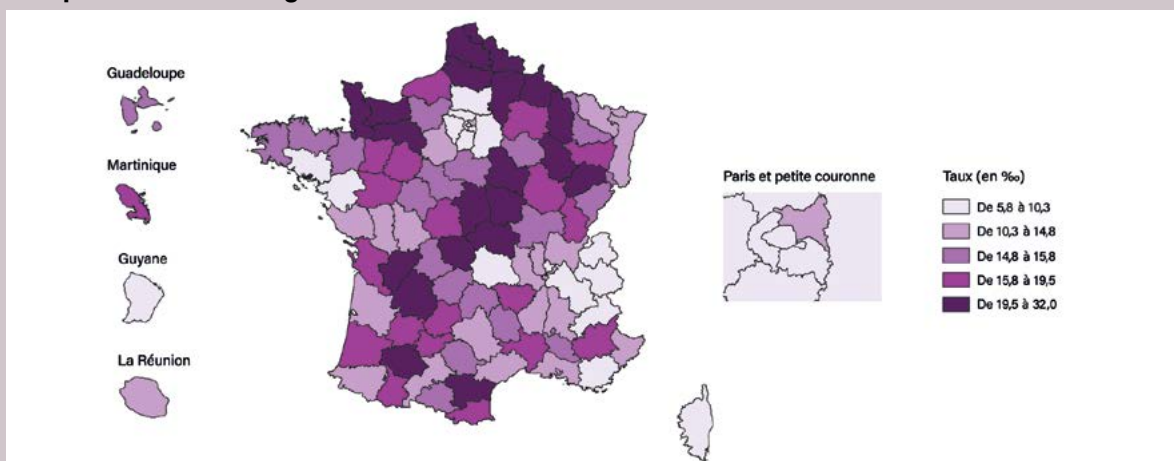 Guadeloupe
Martinique
Guyane
La Réunion
Paris et petite couronne
Taux (en ‰)
De 5,8 à 10,3
De 10,3 à 14,8
De 14,8 à 15,8
De 15,8 à 19,5
De 19,5 à 32,0